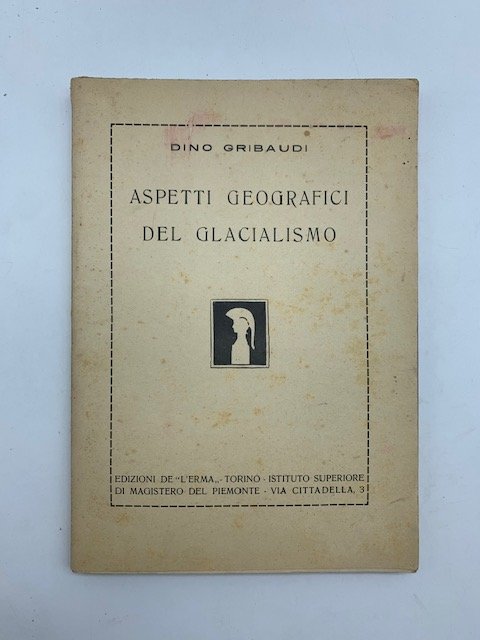 DINO GRIBAUDI
ASPETTI GEOGRAFICI
DEL GLACIALISMO
EDIZIONI DE "L'ERMA„ - TORINO - ISTITUTO SUPERIORE
DI MAGISTERO DEL PIEMONTE - VIA CITTADELLA, 3